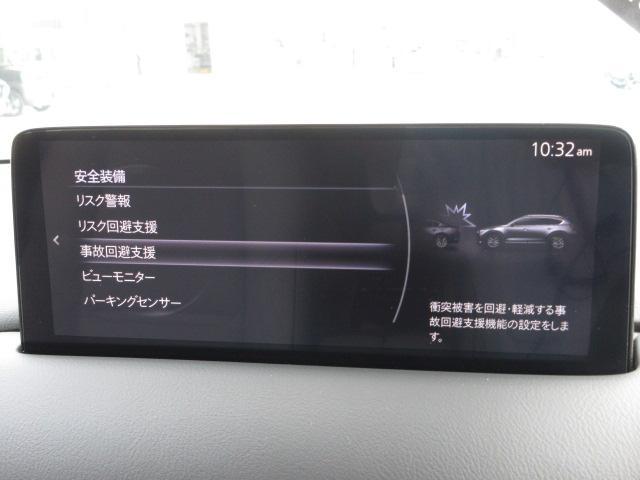 10:32am
安全装備
リスク警報
リスク回避支援
事故回避支援
ビューモニター
パーキングセンサー
衝突被害を回避・軽減する事
故回避支援機能の設定をしま
す。